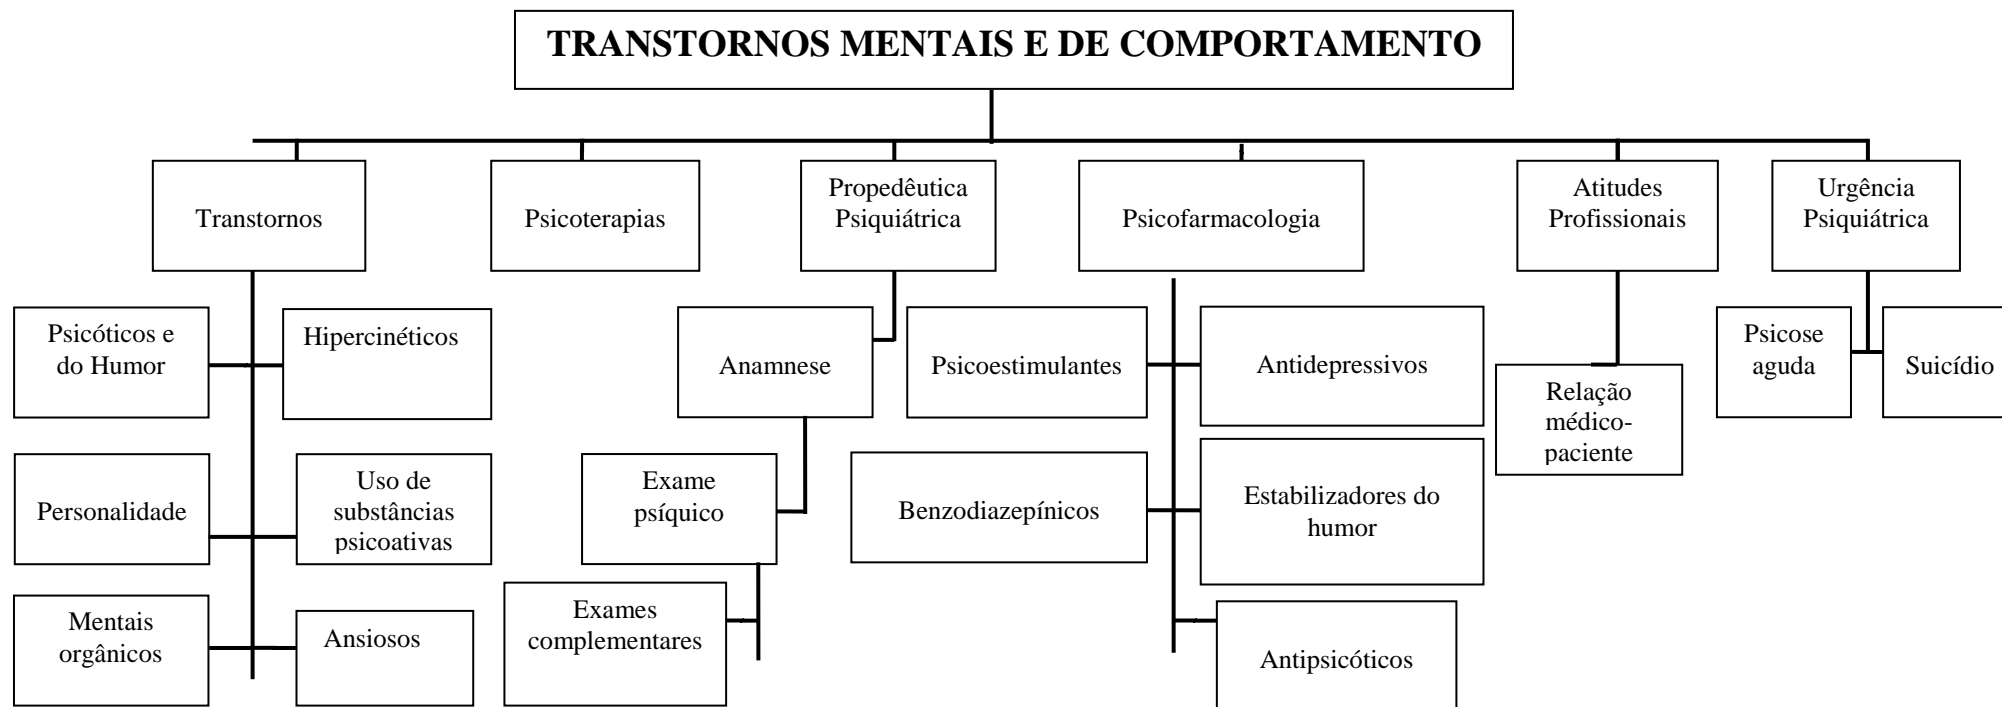 TRANSTORNOS MENTAIS E DE COMPORTAMENTO
Transtornos
Psicoterapias
Propedêutica
Psiquiátrica
Psicofarmacologia
Atitudes
Profissionais
Urgência
Psiquiátrica
Psicóticos e
do Humor
Hipercinéticos
Anamnese
Psicoestimulantes
Antidepressivos
Relação
médico-
paciente
Psicose
aguda
Suicídio
Personalidade
Uso de
substâncias
psicoativas
Exame
psíquico
Benzodiazepínicos
Estabilizadores do
humor
Mentais
orgânicos
Ansiosos
Exames
complementares
Antipsicóticos